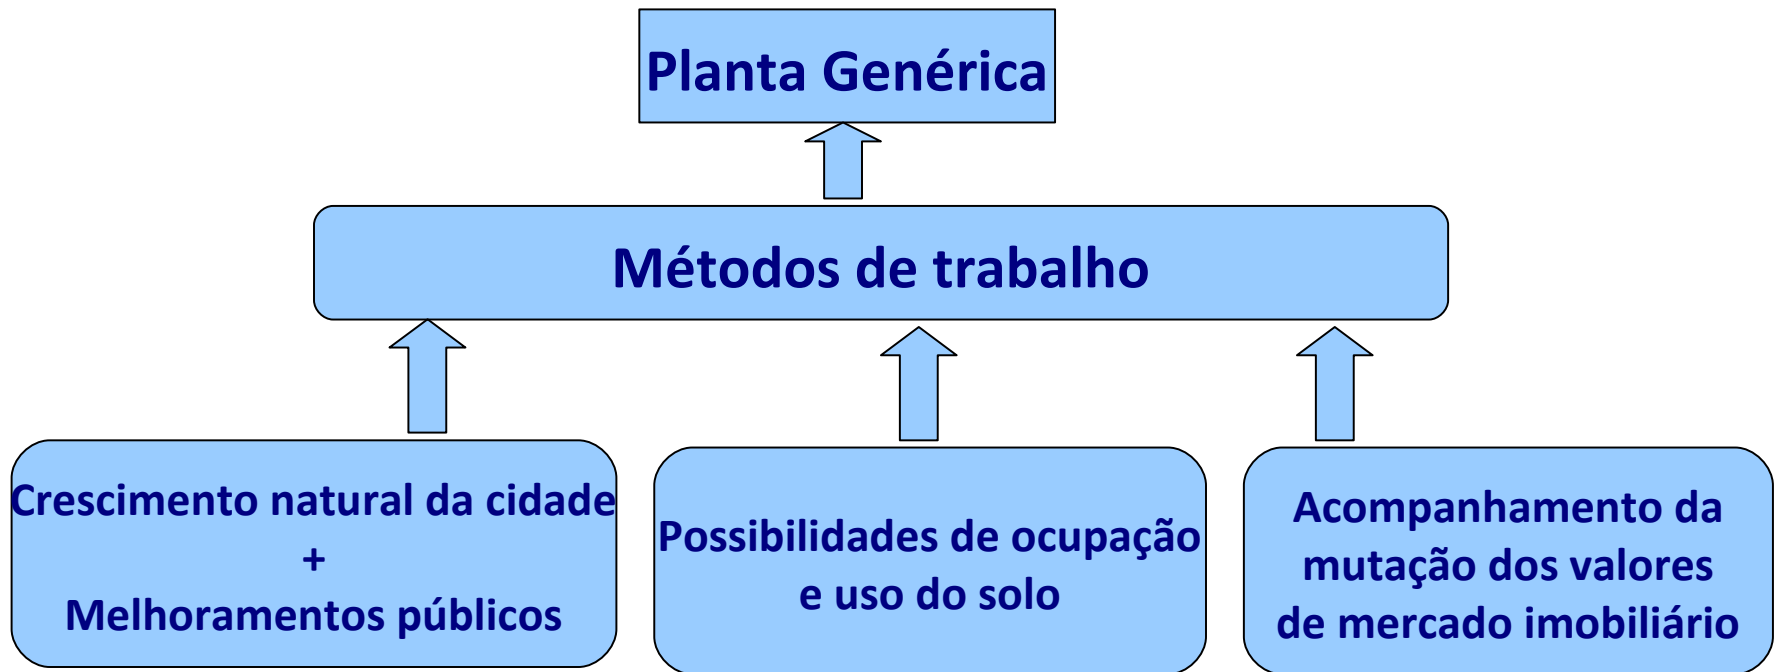 Planta Genérica
Métodos de trabalho
Crescimento natural da cidade
+
Melhoramentos públicos
Possibilidades de ocupação
e uso do solo
Acompanhamento da
mutação dos valores
de mercado imobiliário